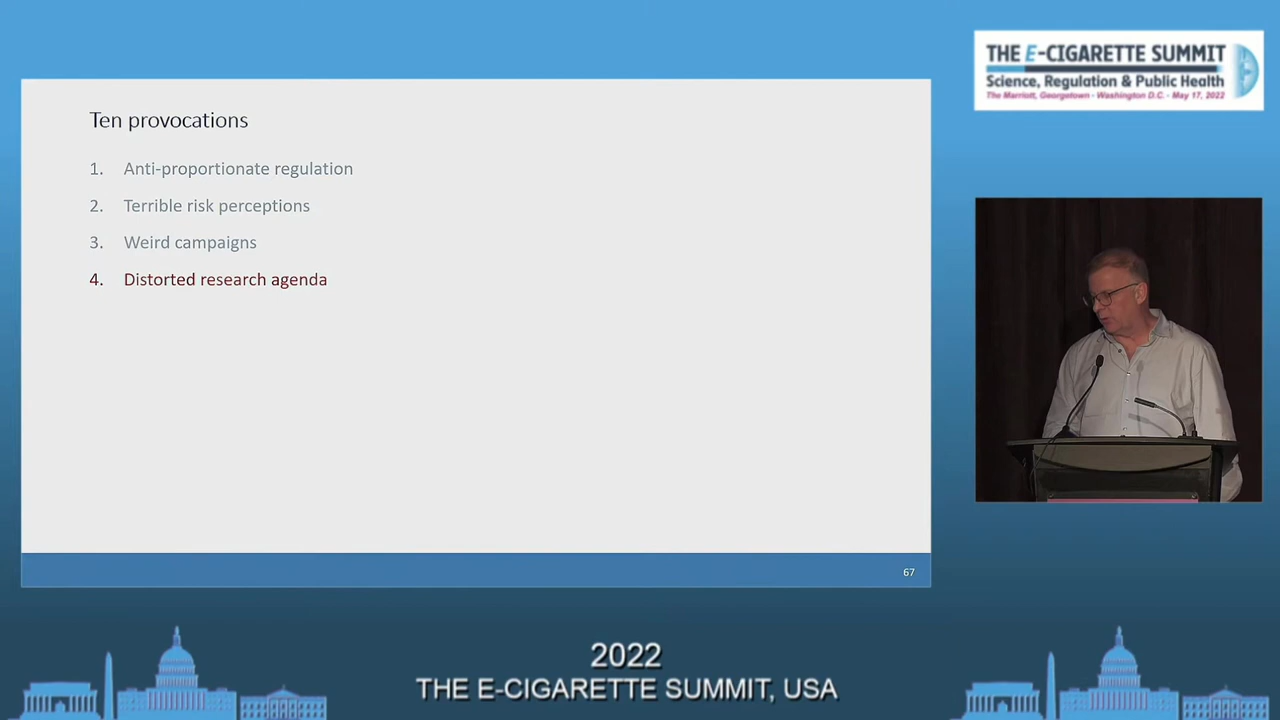 THE E-CIGARETTE SUMMIT
Science, Regulation & Public Health
The Marriott, Georgetown - Washington D.C. - May 17, 2022
Ten provocations
1. Anti-proportionate regulation
2. Terrible risk perceptions
3. Weird campaigns
4. Distorted research agenda
67
2022
THE E-CIGARETTE SUMMIT, USA